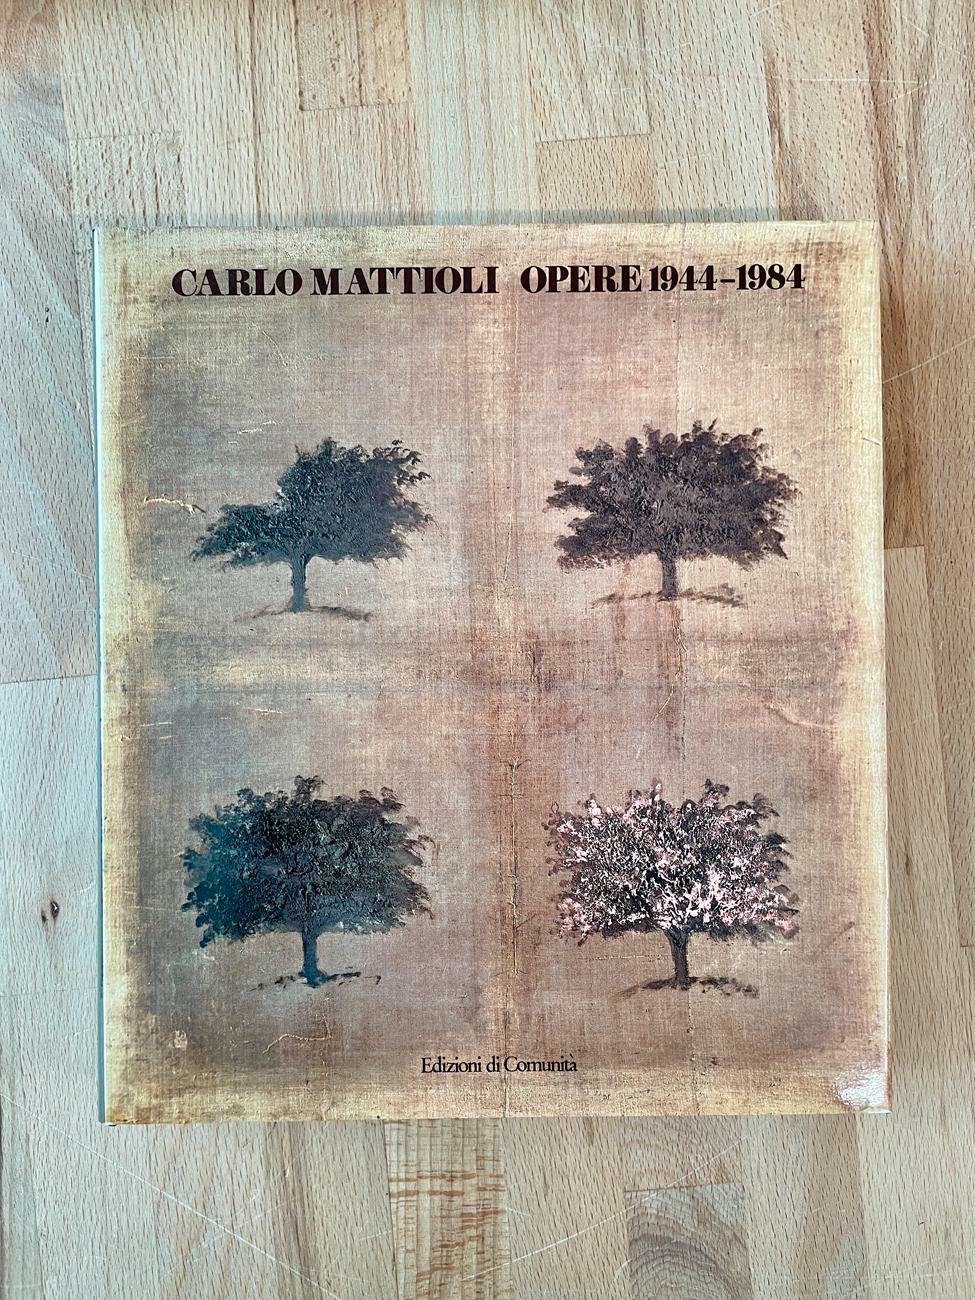 CARLO MATTIOLI OPERE 1944-1984
Edizioni di Comunità